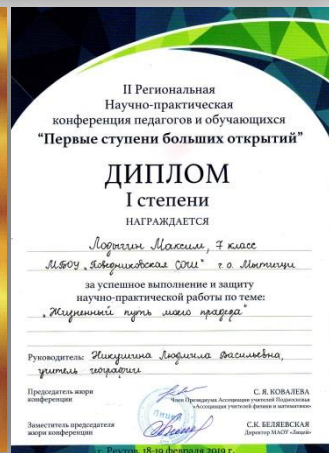 II Региональная
Научно-практическая
конференция педагогов и обучающихся
"Первые ступени больших открытий"
ДИПЛОМ
I степени
НАГРАЖДАЕТСЯ
Лодыгин Максим, 7 класс
МБОУ "Поведниковская СОШ" г.о. Мытищи
за успешное выполнение и защиту
научно-практической работы по теме:
"Жизненный путь моего прадеда"
Руководитель: Никушина Людмила Васильевна,
учитель географии
Председатель жюри
конференции
С. Я. КОВАЛЕВА
Член Президиума Ассоциации учителей Подмосковья
«Ассоциация учителей физики и математики»
Заместитель председателя
жюри конференции
С.К. БЕЛЯЕВСКАЯ
Директор МАОУ «Лицей»
г. Реутов, 18-19 февраля 2019 г.